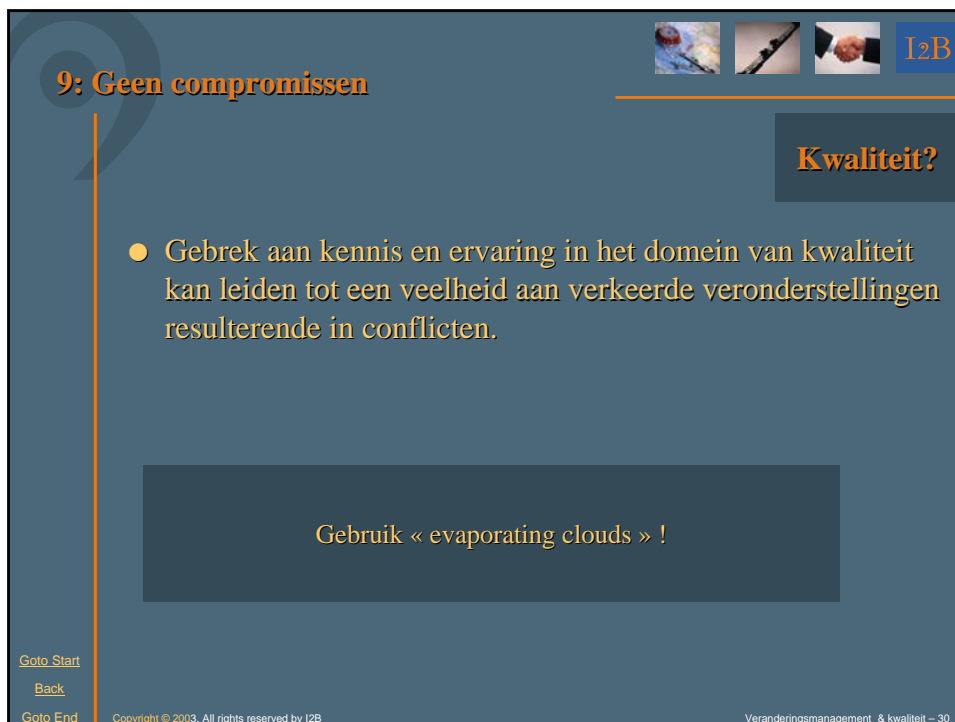 I2B
9: Geen compromissen
Kwaliteit?
● Gebrek aan kennis en ervaring in het domein van kwaliteit
kan leiden tot een veelheid aan verkeerde veronderstellingen
resulterende in conflicten.
Gebruik « evaporating clouds » !
Goto Start
Back
Goto End
Copyright © 2003. All rights reserved by I2B
Veranderingsmanagement & kwaliteit – 30